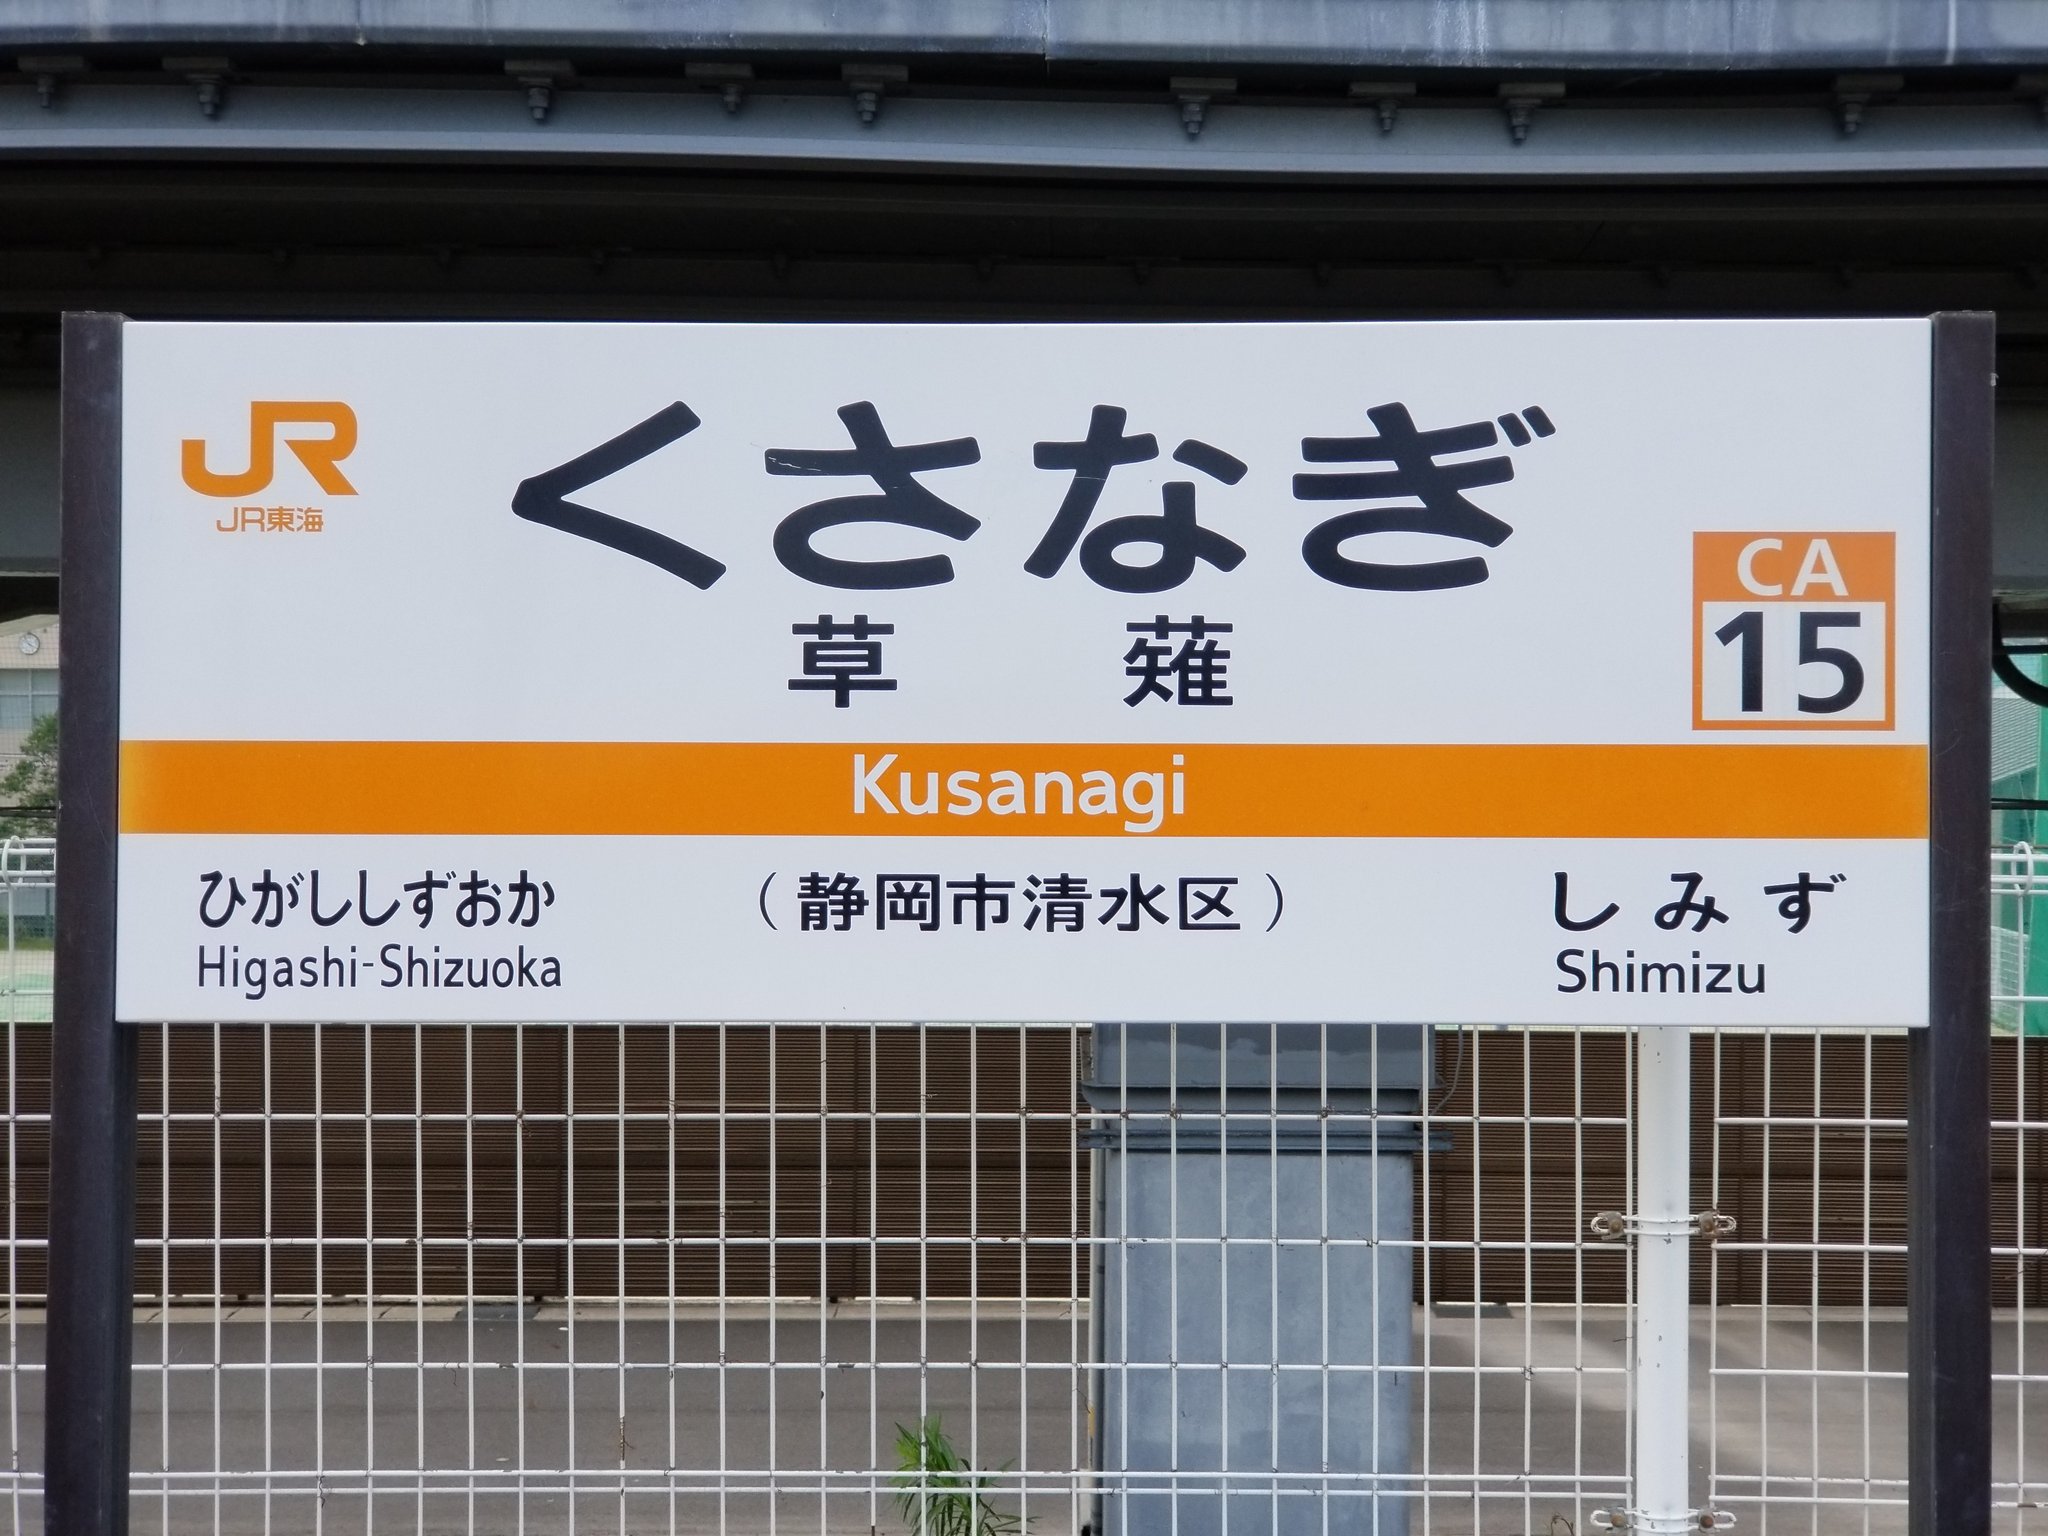 JR
JR東海
くさなぎ
草薙
CA
15
Kusanagi
ひがししずおか
Higashi-Shizuoka
（静岡市清水区）
しみず
Shimizu